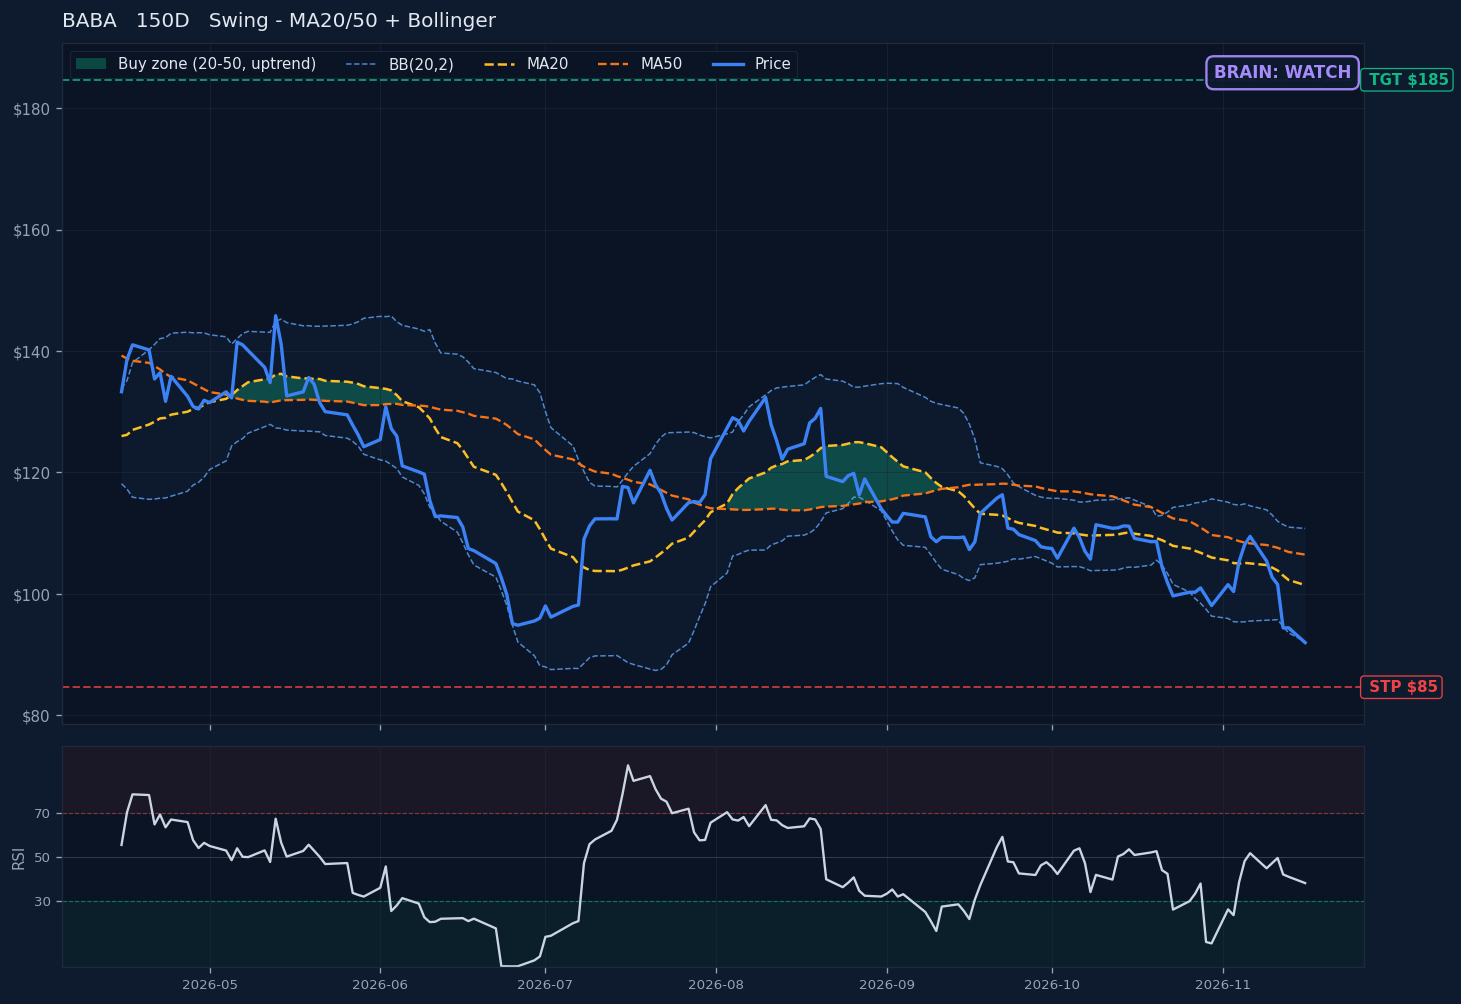 BABA 150D Swing - MA20/50 + Bollinger
Buy zone (20-50, uptrend) BB(20,2) MA20 MA50 Price
BRAIN: WATCH
TGT $185
$180
$160
$140
$120
$100
STP $85
$80
RSI
70
50
30
2026-05 2026-06 2026-07 2026-08 2026-09 2026-10 2026-11